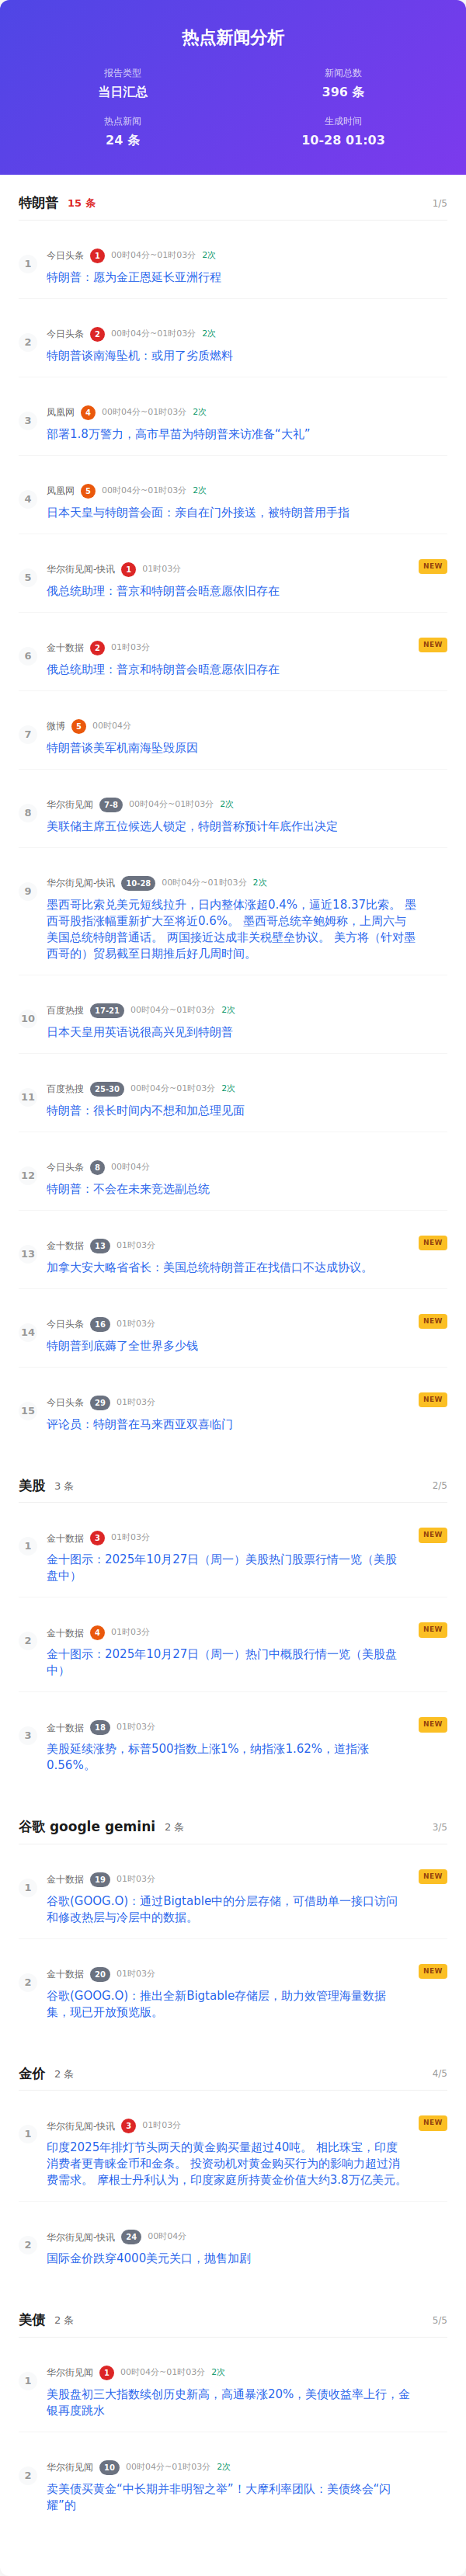 热点新闻分析
报告类型
当日汇总
新闻总数
396 条
热点新闻
24 条
生成时间
10-28 01:03
特朗普 15 条 1/5
1 今日头条 1 00时04分~01时03分 2次
特朗普：愿为金正恩延长亚洲行程
2 今日头条 2 00时04分~01时03分 2次
特朗普谈南海坠机：或用了劣质燃料
3 凤凰网 4 00时04分~01时03分 2次
部署1.8万警力，高市早苗为特朗普来访准备“大礼”
4 凤凰网 5 00时04分~01时03分 2次
日本天皇与特朗普会面：亲自在门外接送，被特朗普用手指
5 华尔街见闻-快讯 1 01时03分 NEW
俄总统助理：普京和特朗普会晤意愿依旧存在
6 金十数据 2 01时03分 NEW
俄总统助理：普京和特朗普会晤意愿依旧存在
7 微博 5 00时04分
特朗普谈美军机南海坠毁原因
8 华尔街见闻 7-8 00时04分~01时03分 2次
美联储主席五位候选人锁定，特朗普称预计年底作出决定
9 华尔街见闻-快讯 10-28 00时04分~01时03分 2次
墨西哥比索兑美元短线拉升，日内整体涨超0.4%，逼近18.37比索。 墨
西哥股指涨幅重新扩大至将近0.6%。 墨西哥总统辛鲍姆称，上周六与
美国总统特朗普通话。 两国接近达成非关税壁垒协议。 美方将（针对墨
西哥的）贸易截至日期推后好几周时间。
10 百度热搜 17-21 00时04分~01时03分 2次
日本天皇用英语说很高兴见到特朗普
11 百度热搜 25-30 00时04分~01时03分 2次
特朗普：很长时间内不想和加总理见面
12 今日头条 8 00时04分
特朗普：不会在未来竞选副总统
13 金十数据 13 01时03分 NEW
加拿大安大略省省长：美国总统特朗普正在找借口不达成协议。
14 今日头条 16 01时03分 NEW
特朗普到底薅了全世界多少钱
15 今日头条 29 01时03分 NEW
评论员：特朗普在马来西亚双喜临门
美股 3 条 2/5
1 金十数据 3 01时03分 NEW
金十图示：2025年10月27日（周一）美股热门股票行情一览（美股
盘中）
2 金十数据 4 01时03分 NEW
金十图示：2025年10月27日（周一）热门中概股行情一览（美股盘
中）
3 金十数据 18 01时03分 NEW
美股延续涨势，标普500指数上涨1%，纳指涨1.62%，道指涨
0.56%。
谷歌 google gemini 2 条 3/5
1 金十数据 19 01时03分 NEW
谷歌(GOOG.O)：通过Bigtable中的分层存储，可借助单一接口访问
和修改热层与冷层中的数据。
2 金十数据 20 01时03分 NEW
谷歌(GOOG.O)：推出全新Bigtable存储层，助力效管理海量数据
集，现已开放预览版。
金价 2 条 4/5
1 华尔街见闻-快讯 3 01时03分 NEW
印度2025年排灯节头两天的黄金购买量超过40吨。 相比珠宝，印度
消费者更青睐金币和金条。 投资动机对黄金购买行为的影响力超过消
费需求。 摩根士丹利认为，印度家庭所持黄金价值大约3.8万亿美元。
2 华尔街见闻-快讯 24 00时04分
国际金价跌穿4000美元关口，抛售加剧
美债 2 条 5/5
1 华尔街见闻 1 00时04分~01时03分 2次
美股盘初三大指数续创历史新高，高通暴涨20%，美债收益率上行，金
银再度跳水
2 华尔街见闻 10 00时04分~01时03分 2次
卖美债买黄金“中长期并非明智之举”！大摩利率团队：美债终会“闪
耀”的